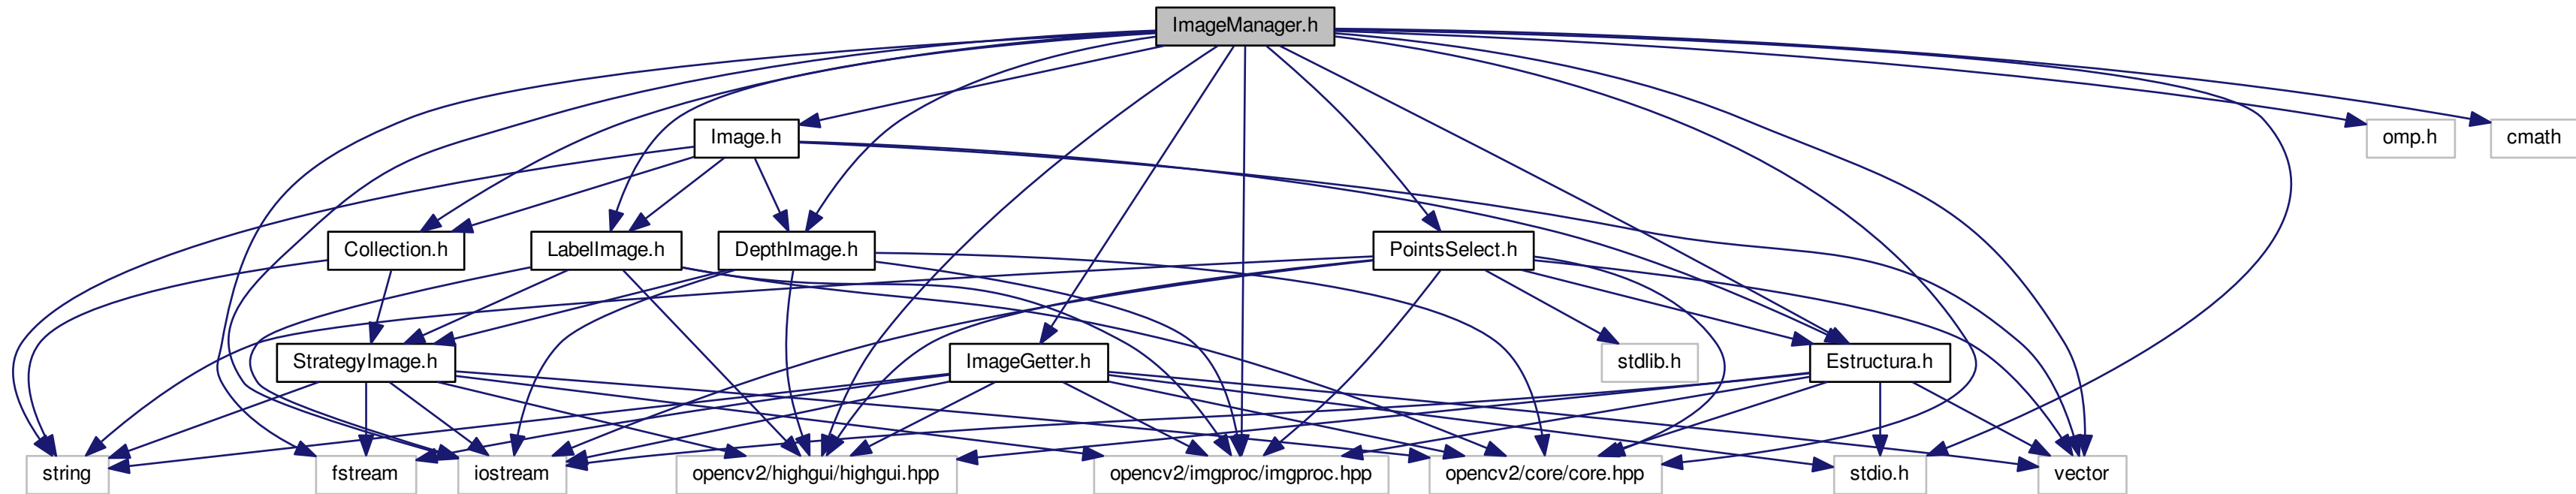 ImageManager.h
Image.h
omp.h
cmath
Collection.h
LabelImage.h
DepthImage.h
PointsSelect.h
StrategyImage.h
ImageGetter.h
stdlib.h
Estructura.h
string
fstream
iostream
opencv2/highgui/highgui.hpp
opencv2/imgproc/imgproc.hpp
opencv2/core/core.hpp
stdio.h
vector